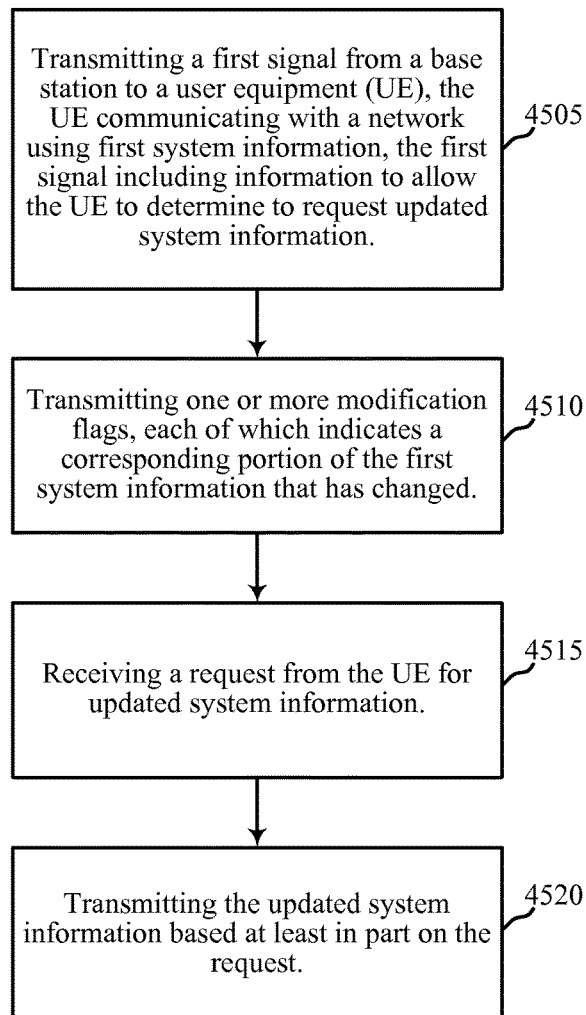 Transmitting a first signal from a base
station to a user equipment (UE), the
UE communicating with a network
using first system information, the first
signal including information to allow
the UE to determine to request updated
system information.
4505
Transmitting one or more modification
flags, each of which indicates a
corresponding portion of the first
system information that has changed.
4510
Receiving a request from the UE for
updated system information.
4515
Transmitting the updated system
information based at least in part on the
request.
4520